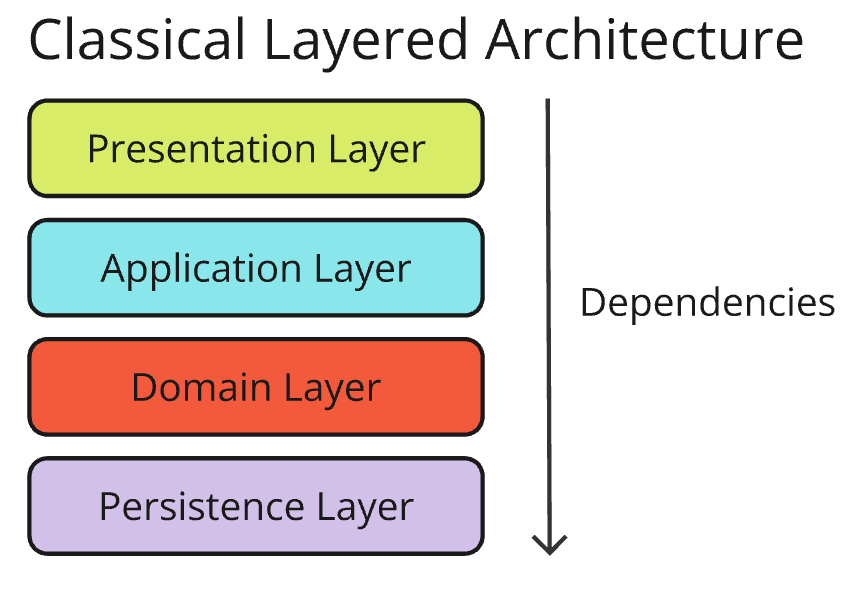 Classical Layered Architecture
Presentation Layer
Application Layer
Dependencies
Domain Layer
Persistence Layer